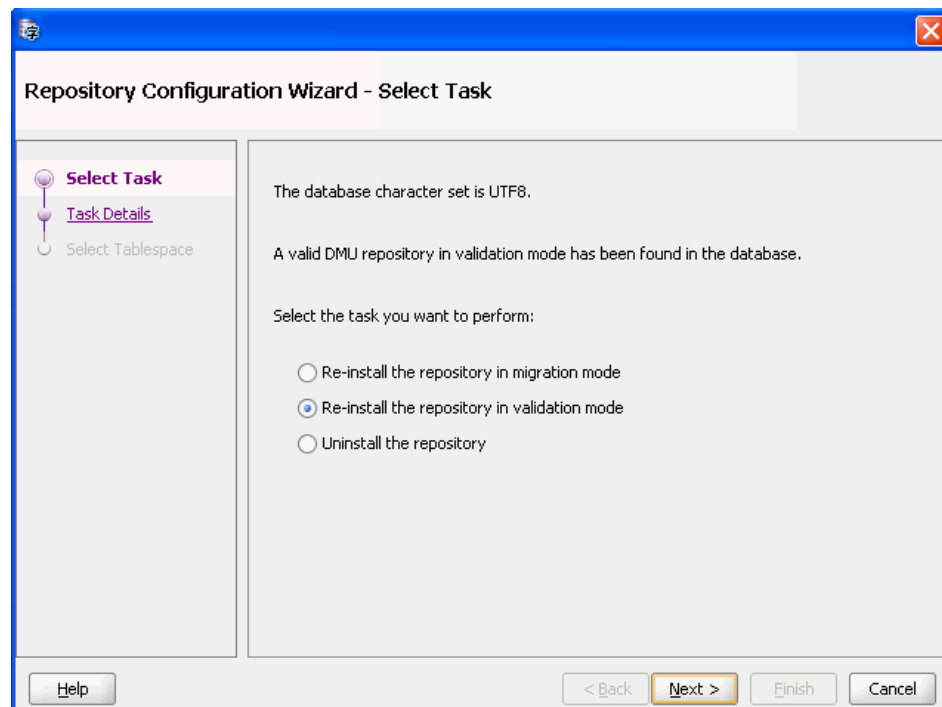 Repository Configuration Wizard - Select Task
Select Task
Task Details
Select Tablespace
The database character set is UTF8.
A valid DMU repository in validation mode has been found in the database.
Select the task you want to perform:
Re-install the repository in migration mode
Re-install the repository in validation mode
Uninstall the repository
Help
< Back
Next >
Finish
Cancel